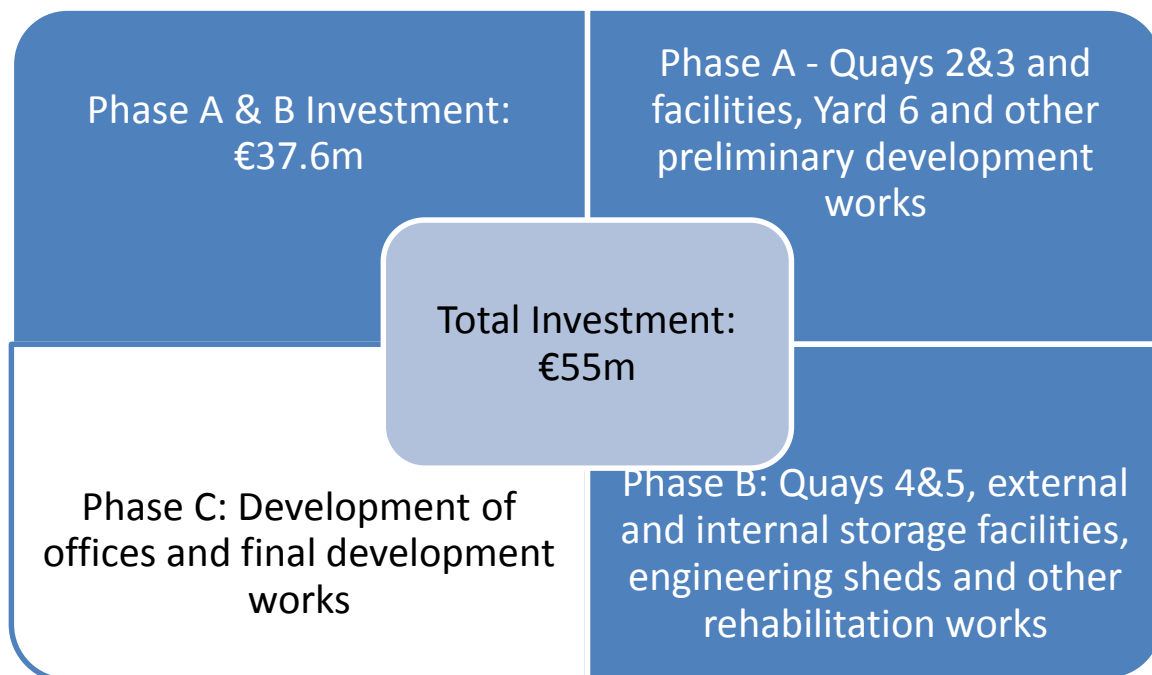 Phase A & B Investment:
€37.6m
Phase A - Quays 2&3 and
facilities, Yard 6 and other
preliminary development
works
Total Investment:
€55m
Phase C: Development of
offices and final development
works
Phase B: Quays 4&5, external
and internal storage facilities,
engineering sheds and other
rehabilitation works